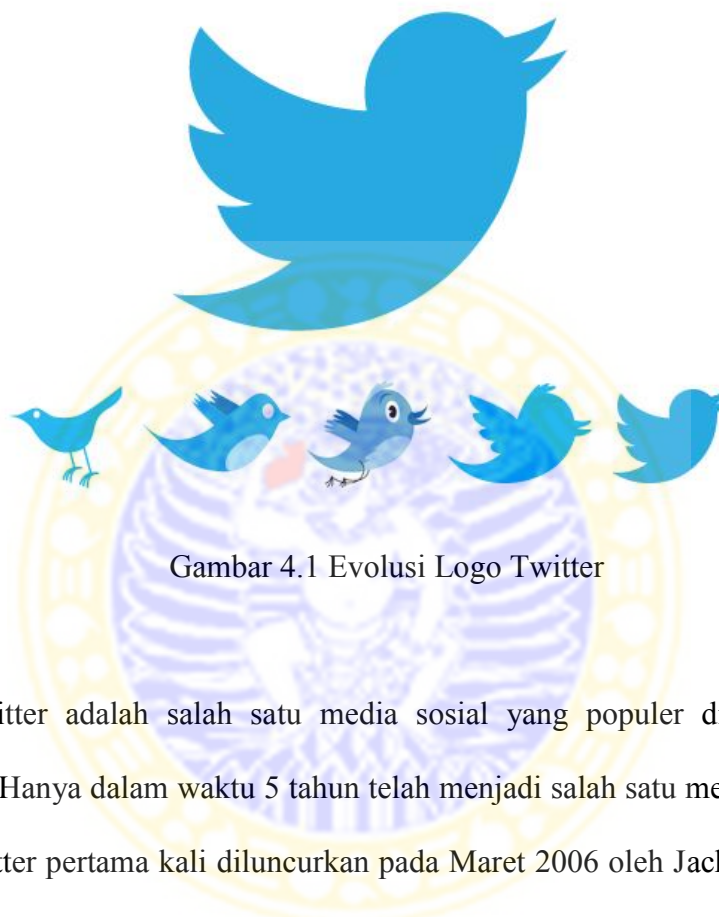 Gambar 4.1 Evolusi Logo Twitter
itter adalah salah satu media sosial yang populer di
Hanya dalam waktu 5 tahun telah menjadi salah satu me
tter pertama kali diluncurkan pada Maret 2006 oleh Jack